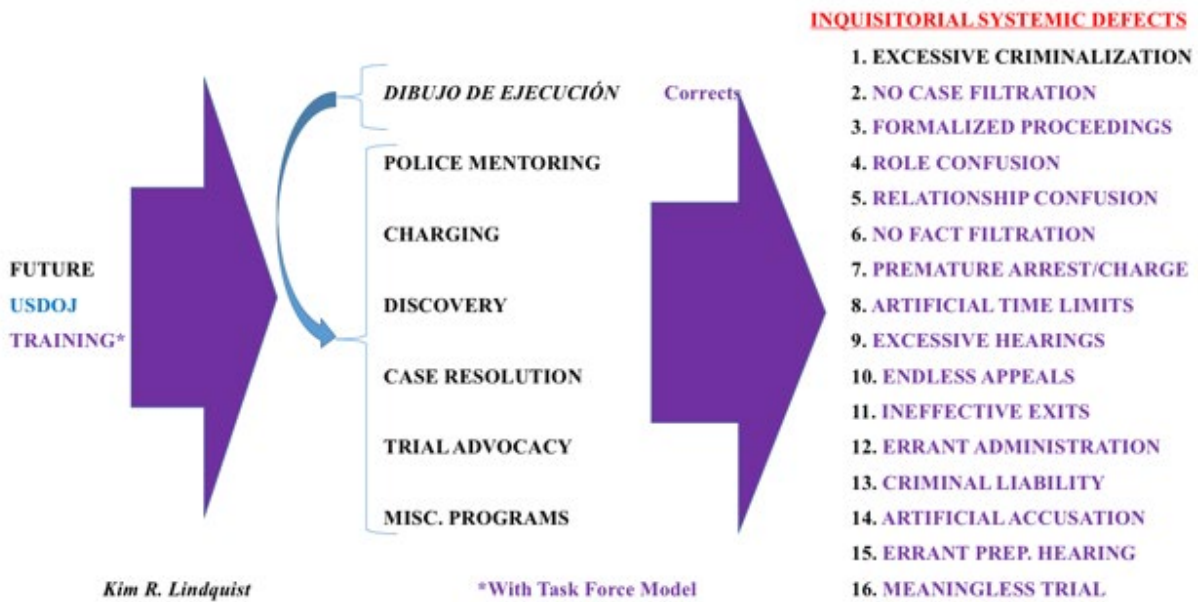 INQUISITORIAL SYSTEMIC DEFECTS
FUTURE
USDOJ
TRAINING*
DIBUJO DE EJECUCIÓN
POLICE MENTORING
CHARGING
DISCOVERY
CASE RESOLUTION
TRIAL ADVOCACY
MISC. PROGRAMS
Corrects
1. EXCESSIVE CRIMINALIZATION
2. NO CASE FILTRATION
3. FORMALIZED PROCEEDINGS
4. ROLE CONFUSION
5. RELATIONSHIP CONFUSION
6. NO FACT FILTRATION
7. PREMATURE ARREST/CHARGE
8. ARTIFICIAL TIME LIMITS
9. EXCESSIVE HEARINGS
10. ENDLESS APPEALS
11. INEFFECTIVE EXITS
12. ERRANT ADMINISTRATION
13. CRIMINAL LIABILITY
14. ARTIFICIAL ACCUSATION
15. ERRANT PREP. HEARING
16. MEANINGLESS TRIAL
Kim R. Lindquist
*With Task Force Model